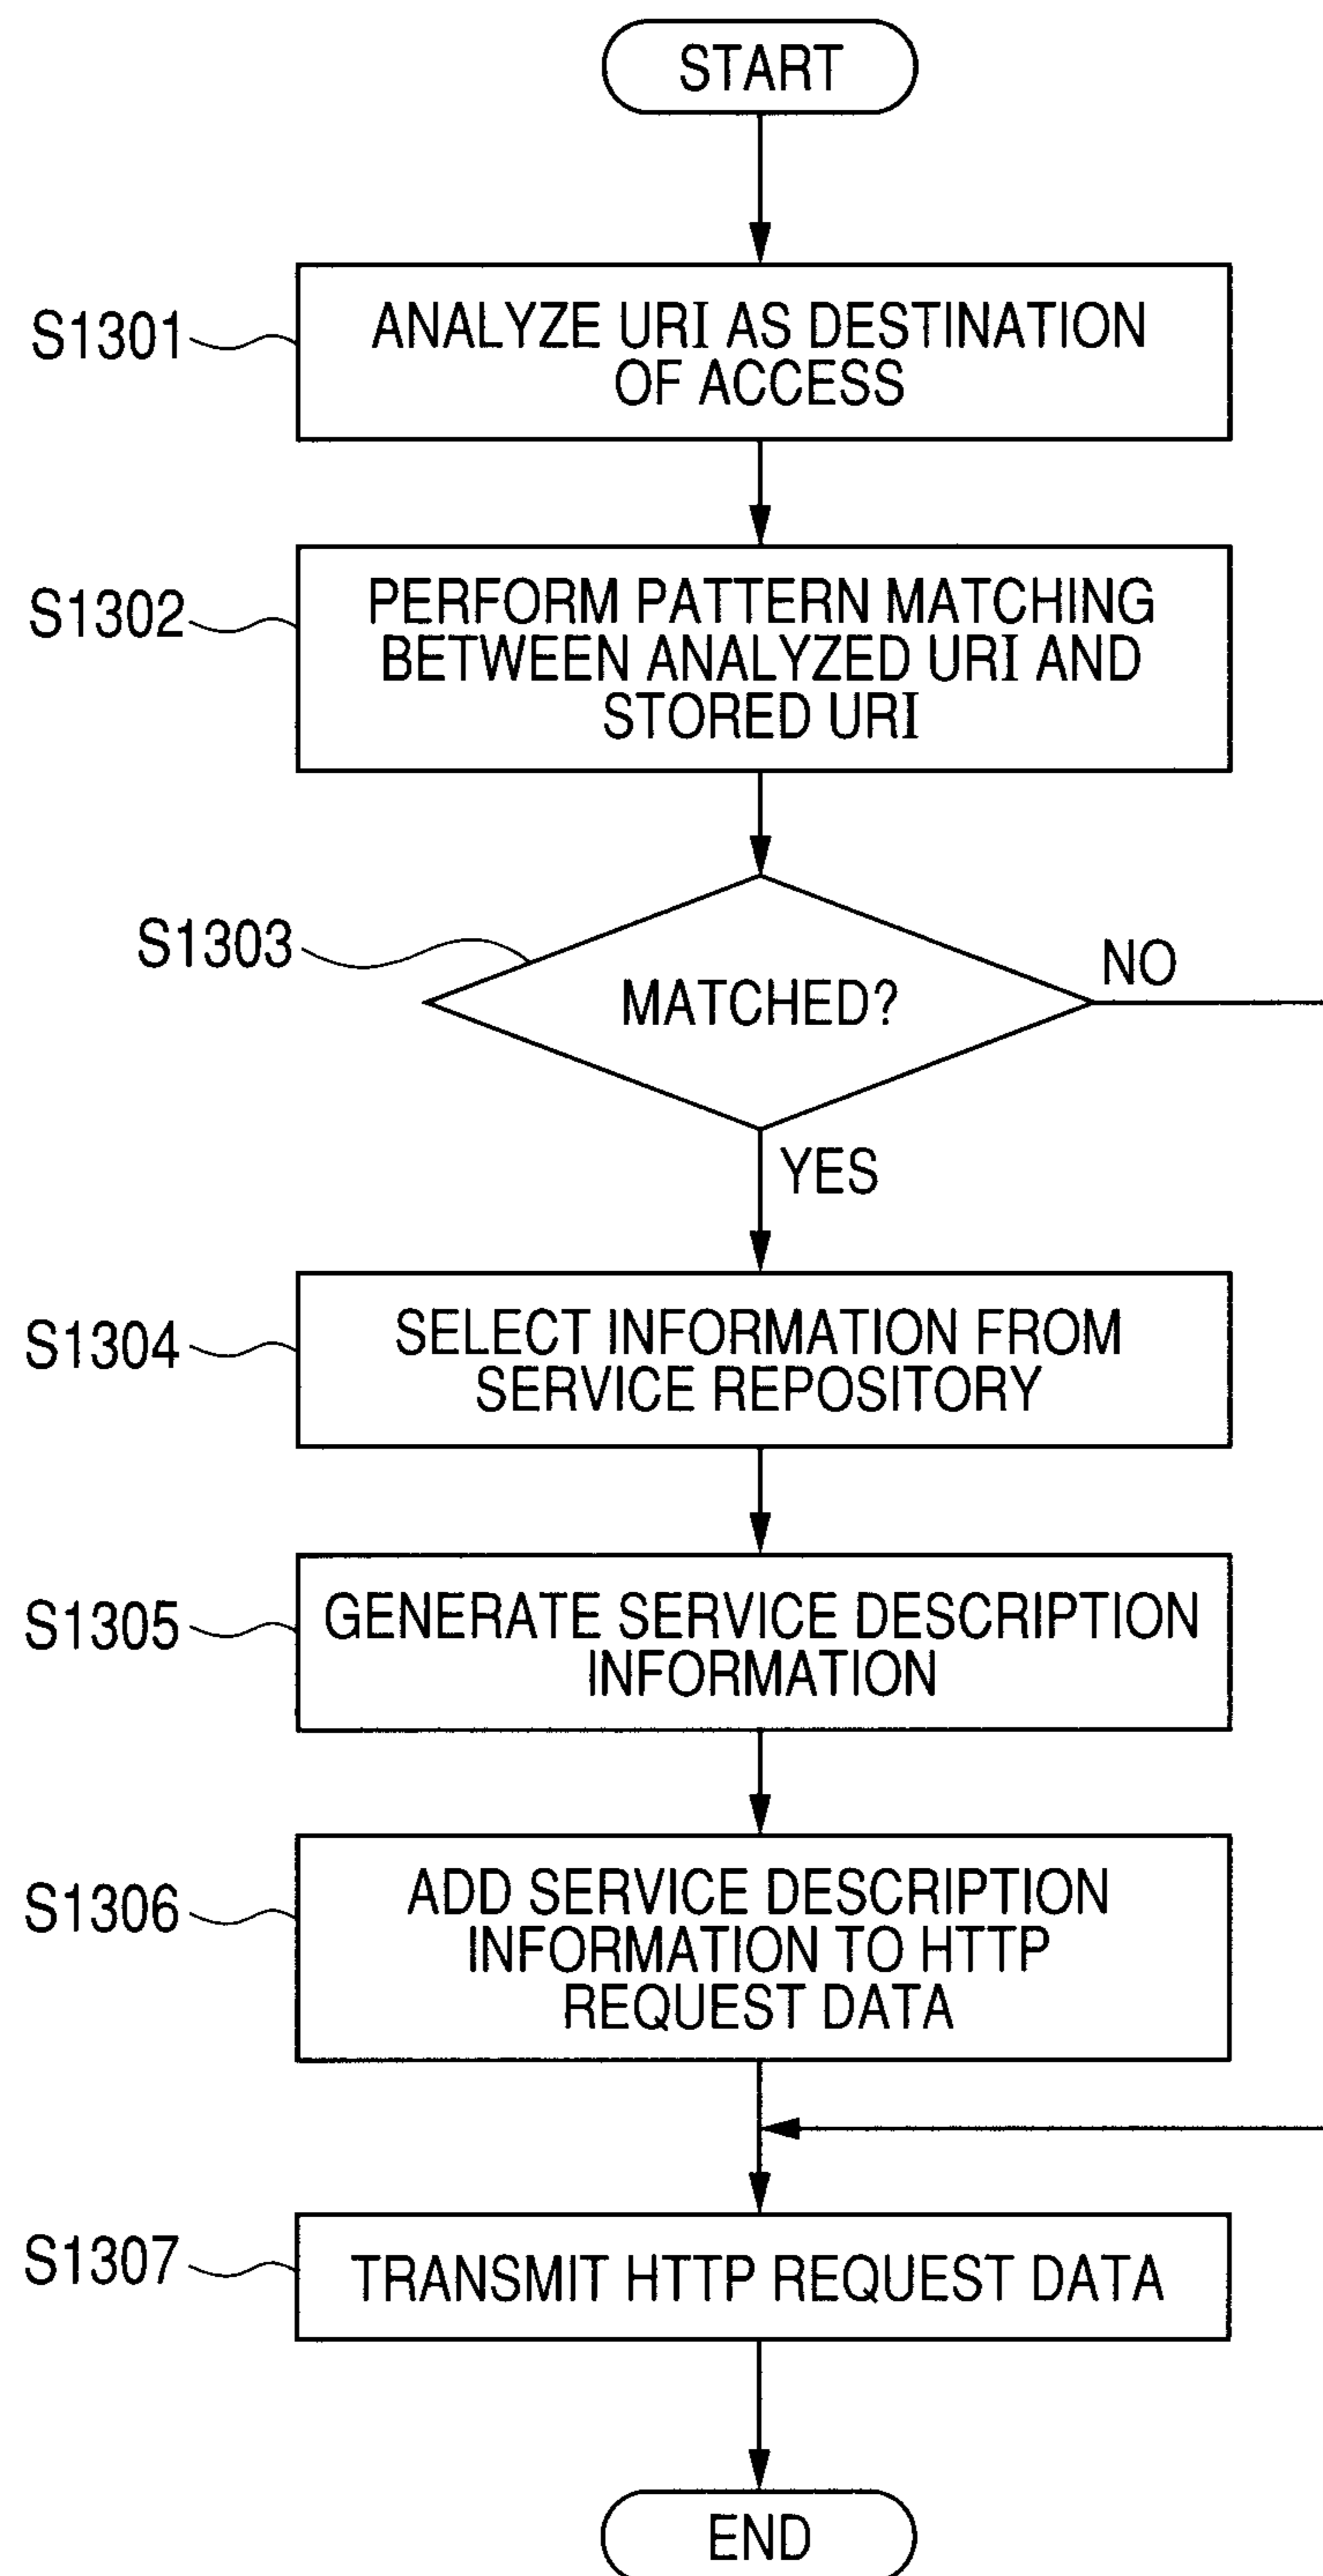 START
S1301
ANALYZE URI AS DESTINATION
OF ACCESS
S1302
PERFORM PATTERN MATCHING
BETWEEN ANALYZED URI AND
STORED URI
S1303
MATCHED?
NO
YES
S1304
SELECT INFORMATION FROM
SERVICE REPOSITORY
S1305
GENERATE SERVICE DESCRIPTION
INFORMATION
S1306
ADD SERVICE DESCRIPTION
INFORMATION TO HTTP
REQUEST DATA
S1307
TRANSMIT HTTP REQUEST DATA
END